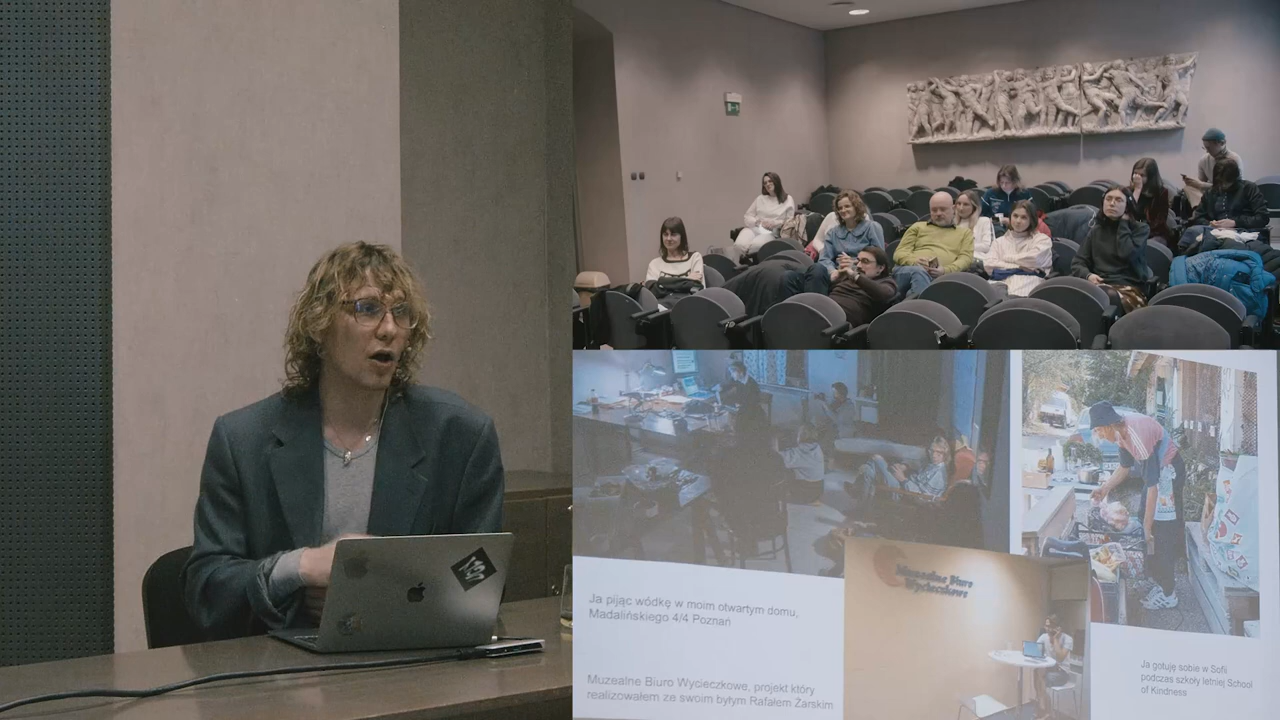 Ja pijąc wódkę w moim otwartym domu,
Madalińskiego 4/4 Poznań
Muzealne Biuro
Wycieczkowe
Muzealne Biuro Wycieczkowe, projekt który
realizowałem ze swoim byłym Rafałem Żarskim
Ja gotuję sobie w Sofii
podczas szkoły letniej School
of Kindness